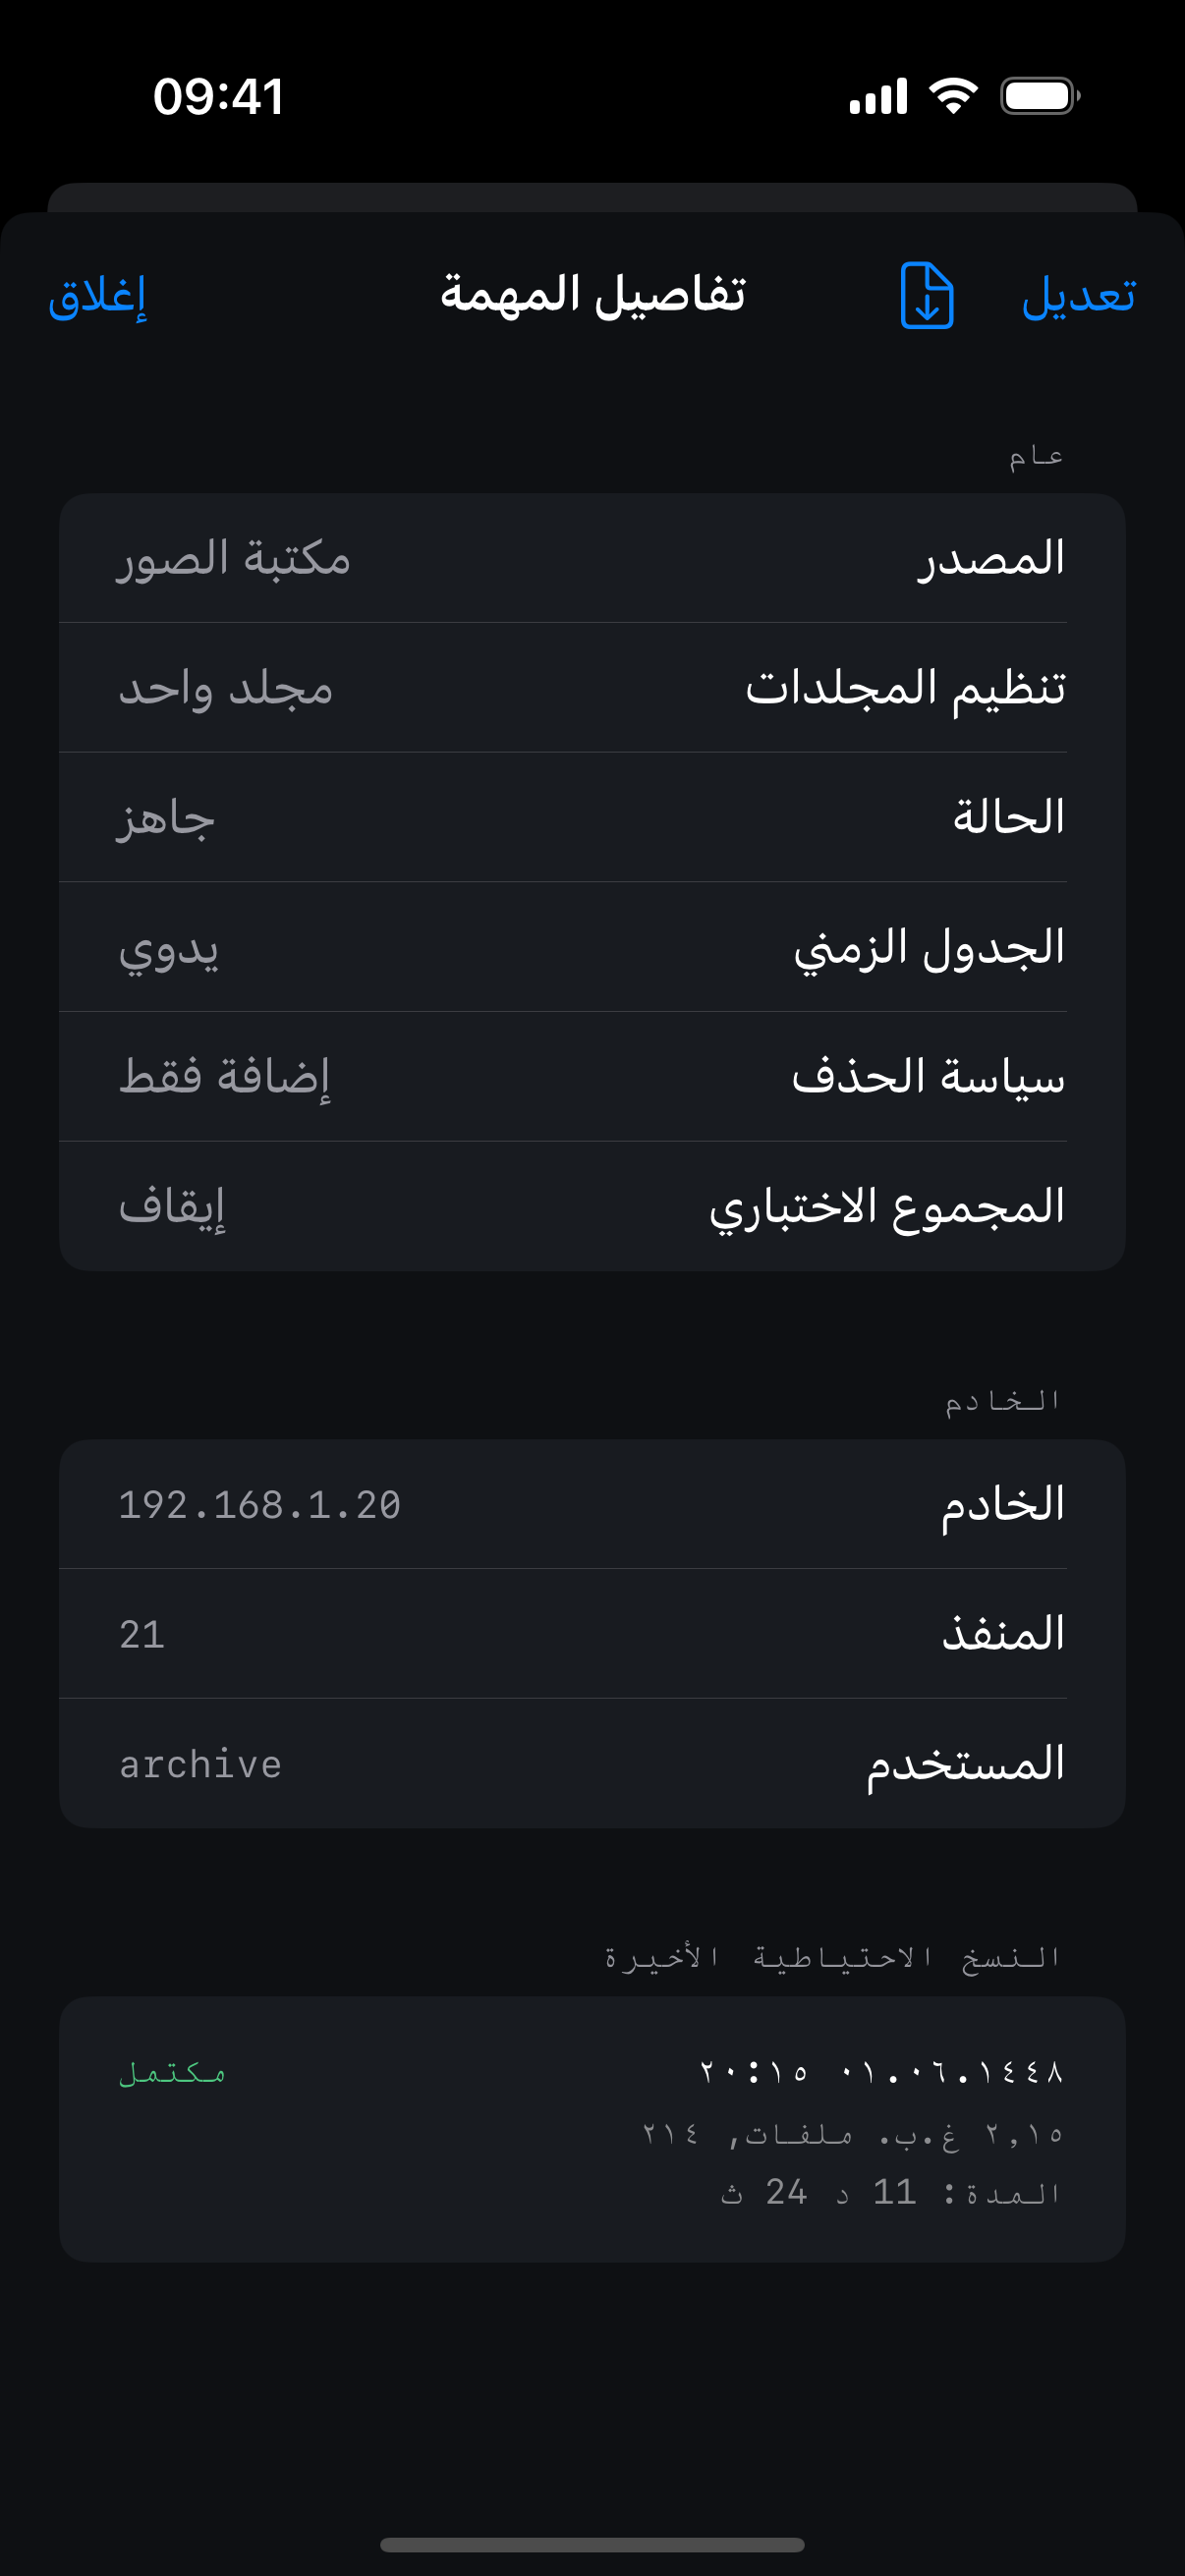 09:41
تعديل
تفاصيل المهمة
إغلاق
عام
المصدر مكتبة الصور
تنظيم المجلدات مجلد واحد
الحالة جاهز
الجدول الزمني يدوي
سياسة الحذف إضافة فقط
المجموع الاختباري إيقاف
الخادم
الخادم 192.168.1.20
المنفذ 21
المستخدم archive
النسخ الاحتياطية الأخيرة
٠١.٠٦.١٤٤٨ ٢٠:١٥ مكتمل
٢٫١٥ غ.ب. ملفات, ٢١٤
المدة: 11 د 24 ث